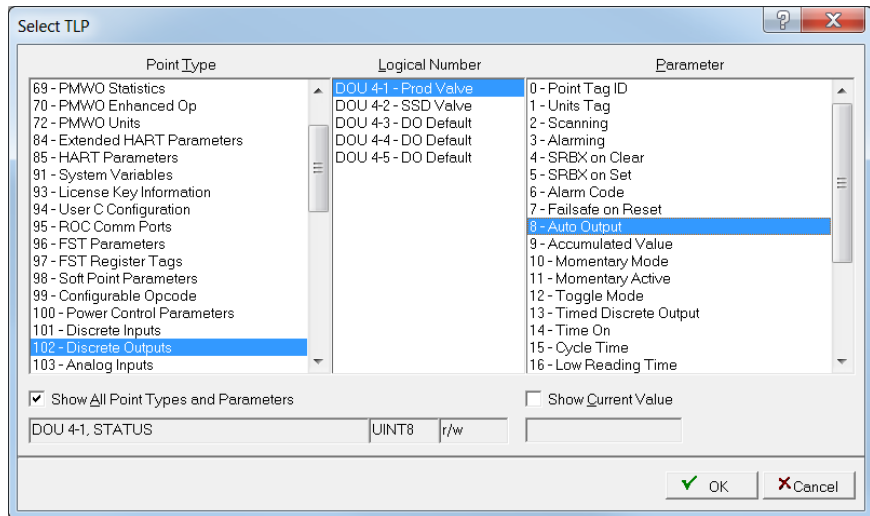 Select TLP
Point Type
69 - PMWO Statistics
70 - PMWO Enhanced Op
72 - PMWO Units
84 - Extended HART Parameters
85 - HART Parameters
91 - System Variables
93 - License Key Information
94 - User C Configuration
95 - ROC Comm Ports
96 - FST Parameters
97 - FST Register Tags
98 - Soft Point Parameters
99 - Configurable Opcode
100 - Power Control Parameters
101 - Discrete Inputs
102 - Discrete Outputs
103 - Analog Inputs
Logical Number
DOU 4-1 - Prod Valve
DOU 4-2 - SSD Valve
DOU 4-3 - DO Default
DOU 4-4 - DO Default
DOU 4-5 - DO Default
Parameter
0 - Point Tag ID
1 - Units Tag
2 - Scanning
3 - Alarming
4 - SRBX on Clear
5 - SRBX on Set
6 - Alarm Code
7 - Failsafe on Reset
8 - Auto Output
9 - Accumulated Value
10 - Momentary Mode
11 - Momentary Active
12 - Toggle Mode
13 - Timed Discrete Output
14 - Time On
15 - Cycle Time
16 - Low Reading Time
Show All Point Types and Parameters
Show Current Value
DOU 4-1, STATUS UINT8 r/w
OK Cancel